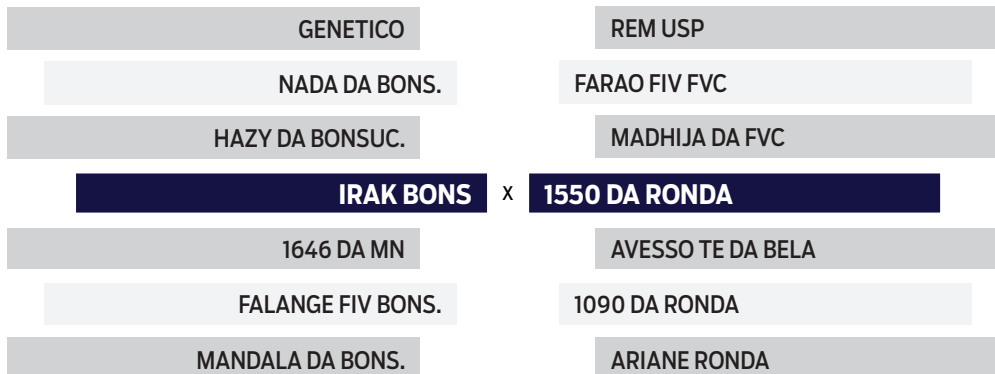 GENETICO
REM USP
NADA DA BONS.
FARAO FIV FVC
HAZY DA BONSUC.
MADHIJA DA FVC
IRAK BONS x 1550 DA RONDA
1646 DA MN
AVESSO TE DA BELA
FALANGE FIV BONS.
1090 DA RONDA
MANDALA DA BONS.
ARIANE RONDA